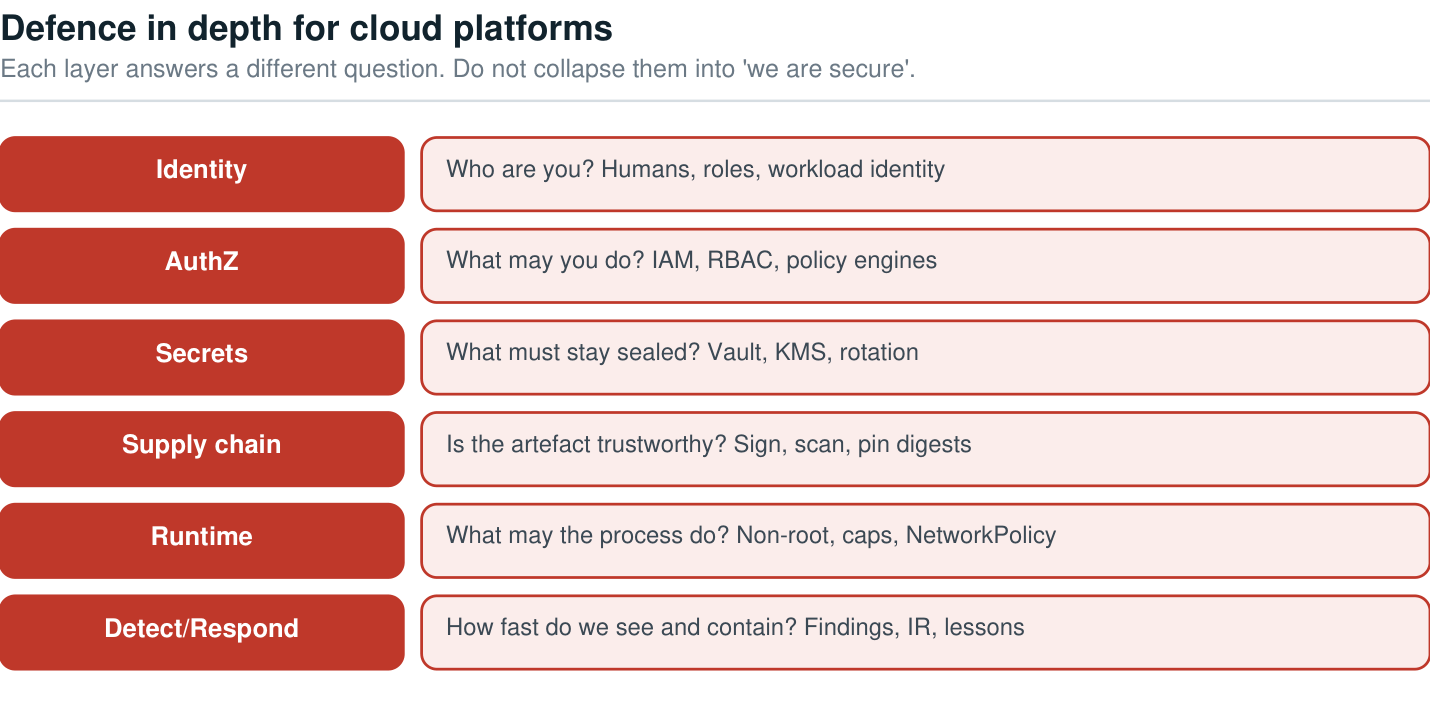 Defence in depth for cloud platforms
Each layer answers a different question. Do not collapse them into 'we are secure'.
Identity
Who are you? Humans, roles, workload identity
AuthZ
What may you do? IAM, RBAC, policy engines
Secrets
What must stay sealed? Vault, KMS, rotation
Supply chain
Is the artefact trustworthy? Sign, scan, pin digests
Runtime
What may the process do? Non-root, caps, NetworkPolicy
Detect/Respond
How fast do we see and contain? Findings, IR, lessons